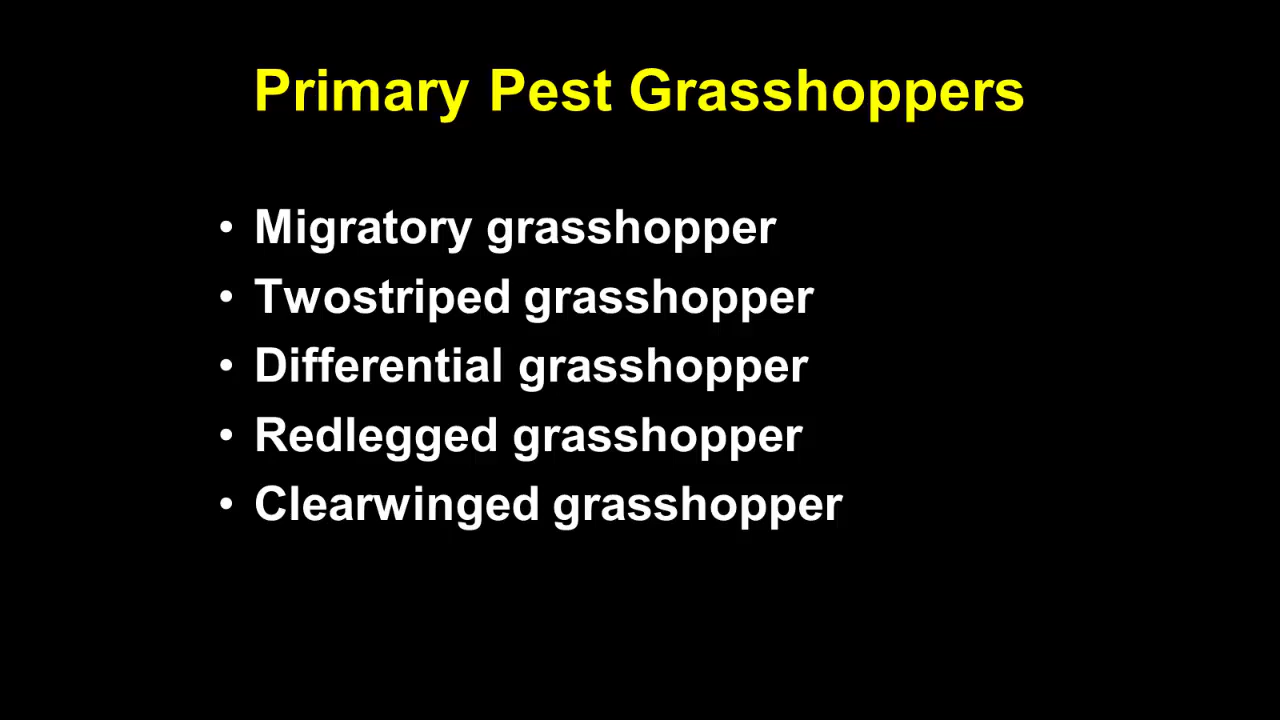 Primary Pest Grasshoppers
• Migratory grasshopper
• Twostriped grasshopper
• Differential grasshopper
• Redlegged grasshopper
• Clearwinged grasshopper